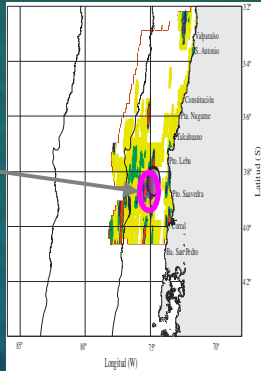 32°
Valparaíso
S. Antonio
34°
Constitución
Pta. Nugurne
36°
Talcahuano
Pto. Lebu
38°
Pto. Saavedra
Corral
40°
Ba. San Pedro
42°
Latitud (S)
85° 80° 75° 70°
Longitud (W)